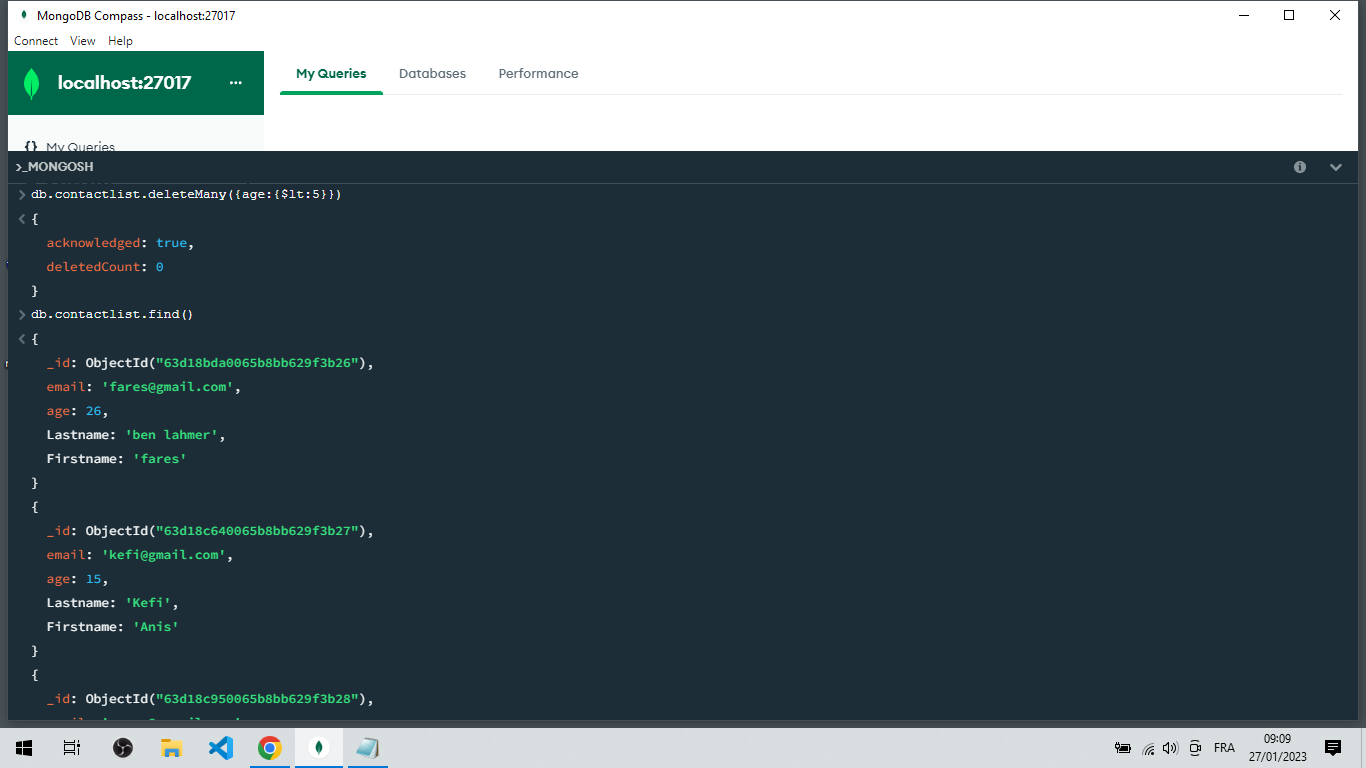 MongoDB Compass - localhost:27017
Connect View Help
localhost:27017 ...
My Queries Databases Performance
{} My Queries
>_MONGOSH
> db.contactlist.deleteMany({age:{$lt:5}})
< {
acknowledged: true,
deletedCount: 0
}
> db.contactlist.find()
< {
_id: ObjectId("63d18bda0065b8bb629f3b26"),
email: 'fares@gmail.com',
age: 26,
Lastname: 'ben lahmer',
Firstname: 'fares'
}
{
_id: ObjectId("63d18c640065b8bb629f3b27"),
email: 'kefi@gmail.com',
age: 15,
Lastname: 'Kefi',
Firstname: 'Anis'
}
{
_id: ObjectId("63d18c950065b8bb629f3b28"),
FRA
09:09
27/01/2023